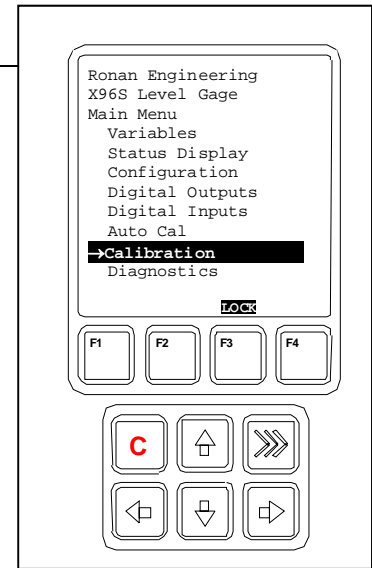 Ronan Engineering
X96S Level Gage
Main Menu
Variables
Status Display
Configuration
Digital Outputs
Digital Inputs
Auto Cal
→Calibration
Diagnostics
LOCK
F1 F2 F3 F4
C